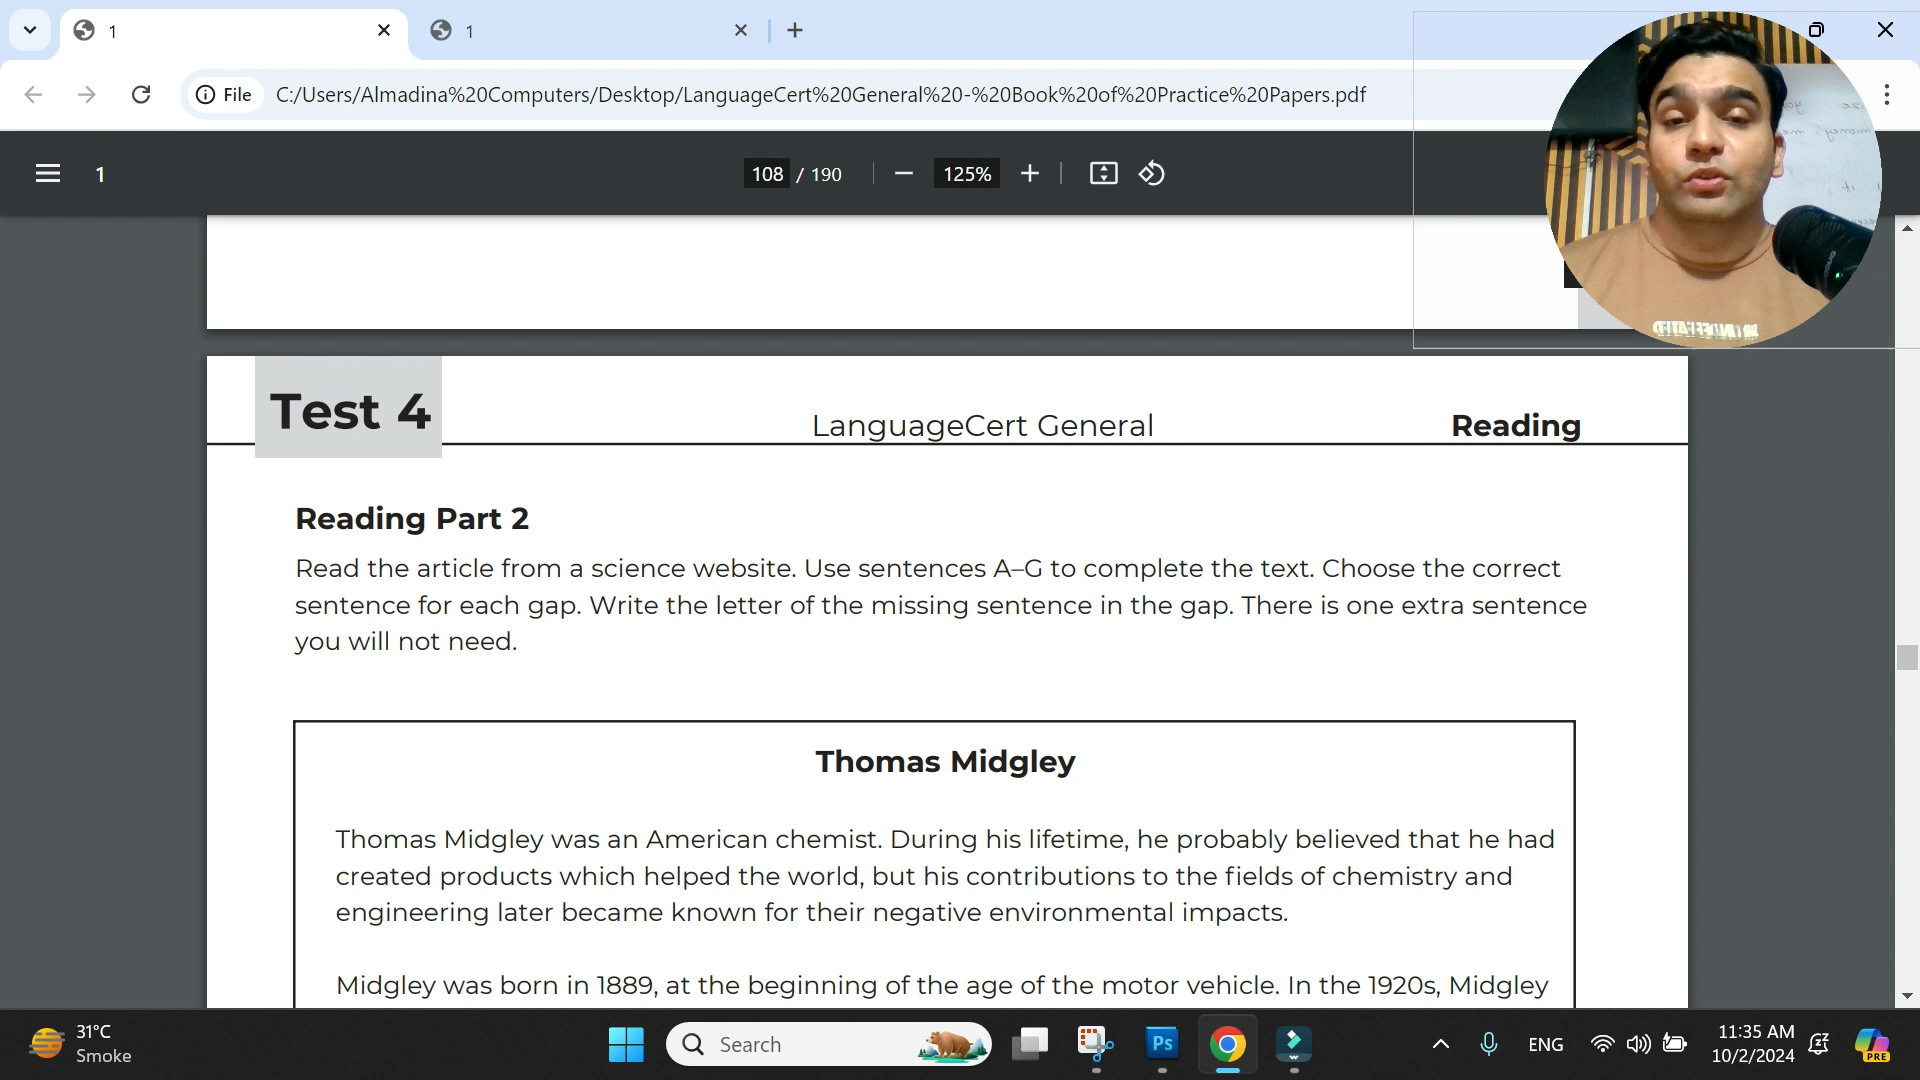 1
1
File
C:/Users/Almadina%20Computers/Desktop/LanguageCert%20General%20-%20Book%20of%20Practice%20Papers.pdf
1
108 / 190
125%
Test 4
LanguageCert General
Reading
Reading Part 2
Read the article from a science website. Use sentences A–G to complete the text. Choose the correct
sentence for each gap. Write the letter of the missing sentence in the gap. There is one extra sentence
you will not need.
Thomas Midgley
Thomas Midgley was an American chemist. During his lifetime, he probably believed that he had
created products which helped the world, but his contributions to the fields of chemistry and
engineering later became known for their negative environmental impacts.
Midgley was born in 1889, at the beginning of the age of the motor vehicle. In the 1920s, Midgley
31°C
Smoke
Search
Ps
ENG
11:35 AM
10/2/2024
PRE